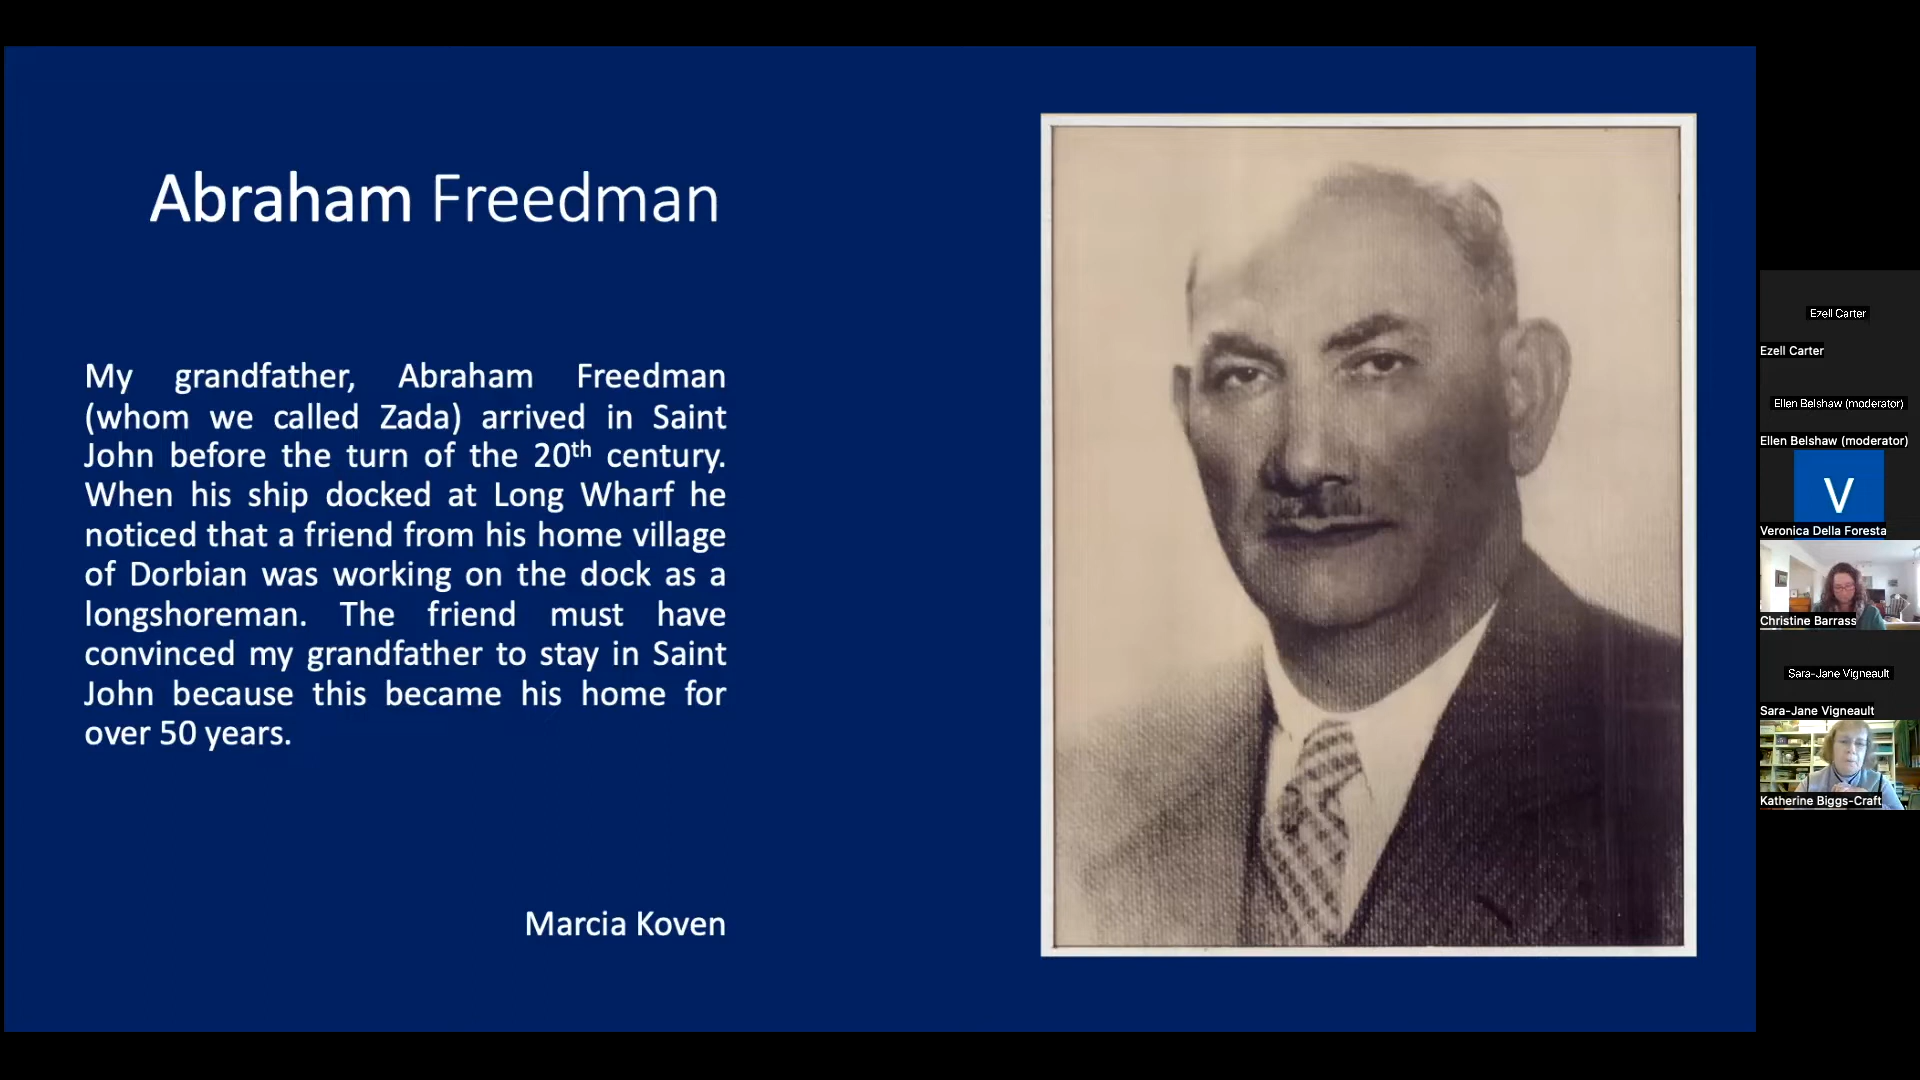 Abraham Freedman
My grandfather, Abraham Freedman
(whom we called Zada) arrived in Saint
John before the turn of the 20th century.
When his ship docked at Long Wharf he
noticed that a friend from his home village
of Dorbian was working on the dock as a
longshoreman. The friend must have
convinced my grandfather to stay in Saint
John because this became his home for
over 50 years.
Marcia Koven
Ezell Carter
Ezell Carter
Ellen Belshaw (moderator)
Ellen Belshaw (moderator)
V
Veronica Della Foresta
Christine Barrass
Sara-Jane Vigneault
Sara-Jane Vigneault
Katherine Biggs-Craft